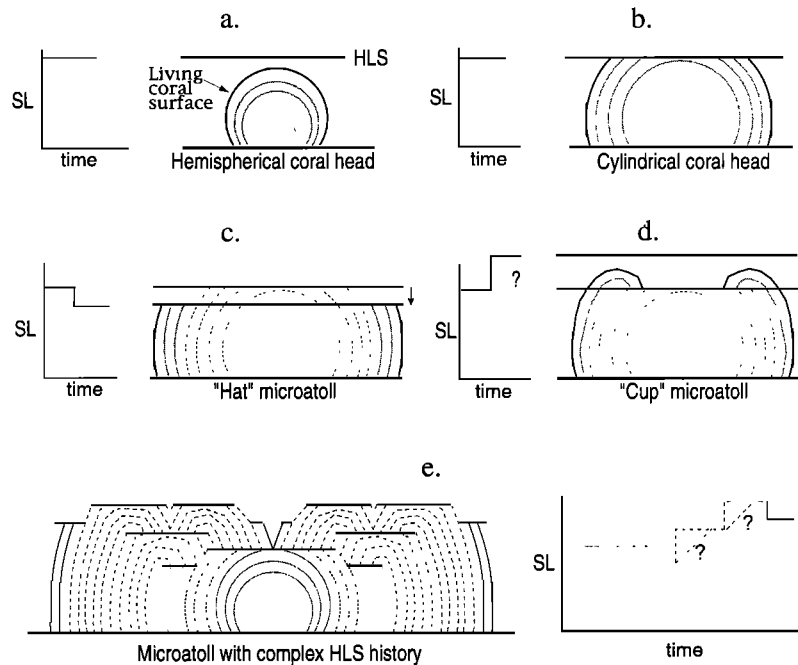 a.
HLS
Living
coral
surface
SL
time
Hemispherical coral head
b.
SL
time
Cylindrical coral head
c.
SL
time
"Hat" microatoll
d.
?
SL
time
"Cup" microatoll
e.
Microatoll with complex HLS history
?
?
SL
time